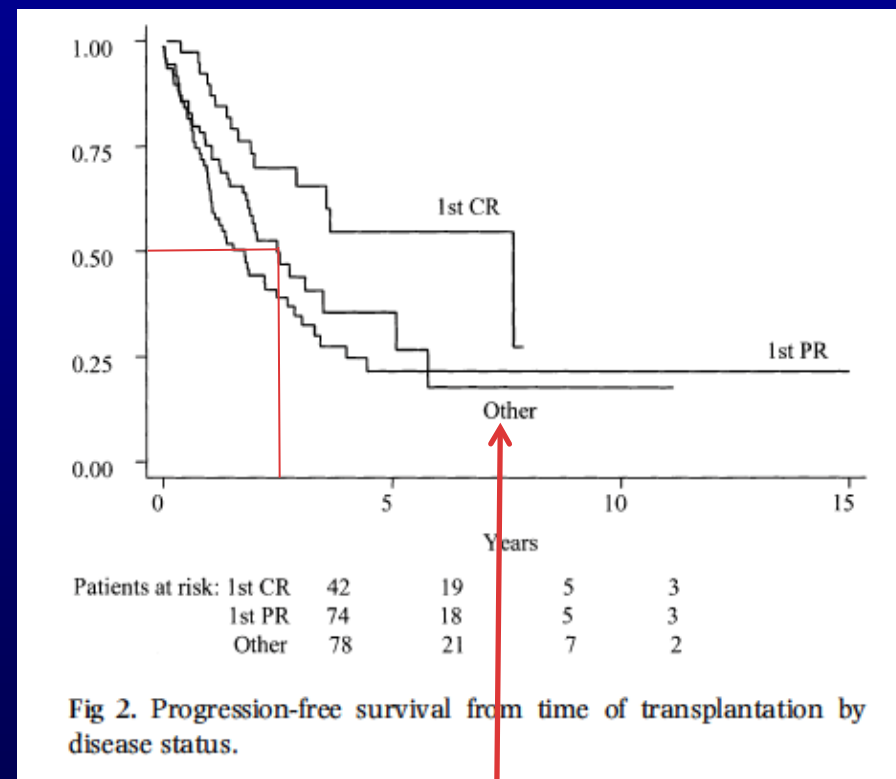 1.00
0.75
1st CR
0.50
1st PR
0.25
Other
0.00
0 5 10 15
Years
Patients at risk: 1st CR 42 19 5 3
1st PR 74 18 5 3
Other 78 21 7 2
Fig 2. Progression-free survival from time of transplantation by
disease status.